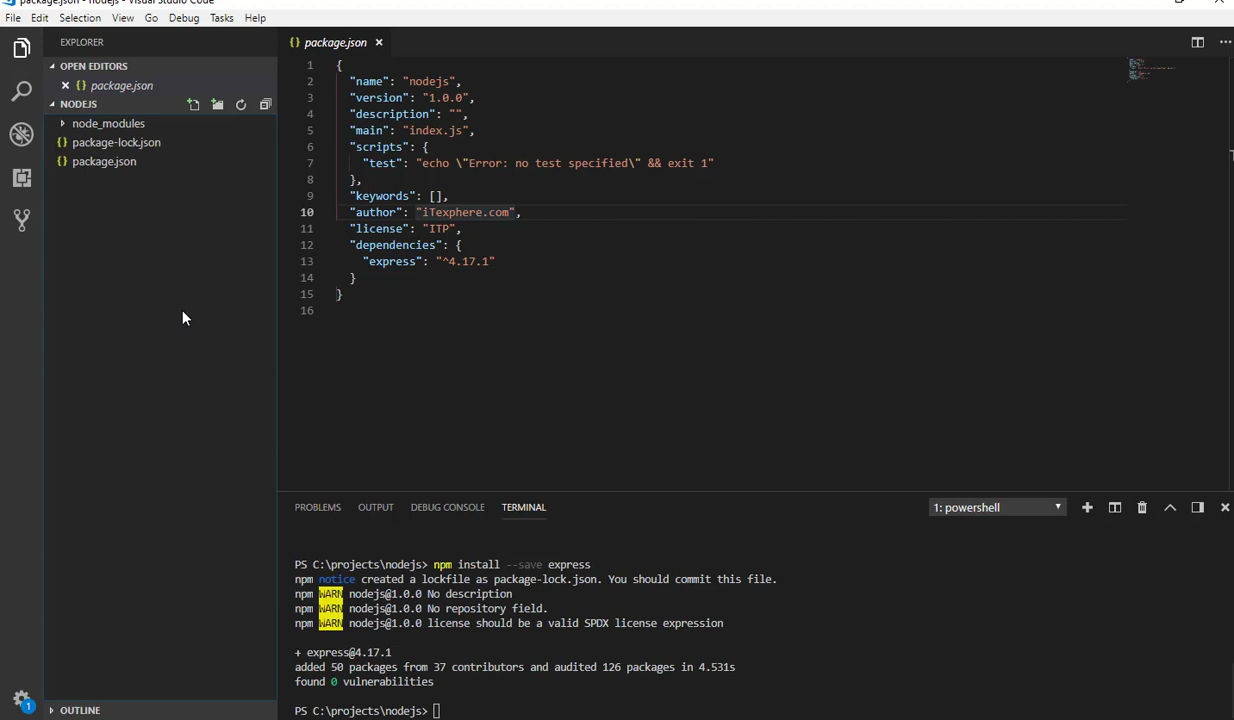 package.json - nodejs - Visual Studio Code
File Edit Selection View Go Debug Tasks Help
EXPLORER
OPEN EDITORS
{} package.json
NODEJS
node_modules
{} package-lock.json
{} package.json
OUTLINE
1
{} package.json
1 {
2 "name": "nodejs",
3 "version": "1.0.0",
4 "description": "",
5 "main": "index.js",
6 "scripts": {
7 "test": "echo \"Error: no test specified\" && exit 1"
8 },
9 "keywords": [],
10 "author": "iTexphere.com",
11 "license": "ITP",
12 "dependencies": {
13 "express": "^4.17.1"
14 }
15 }
16
PROBLEMS OUTPUT DEBUG CONSOLE TERMINAL 1: powershell
PS C:\projects\nodejs> npm install --save express
npm notice created a lockfile as package-lock.json. You should commit this file.
npm WARN nodejs@1.0.0 No description
npm WARN nodejs@1.0.0 No repository field.
npm WARN nodejs@1.0.0 license should be a valid SPDX license expression
+ express@4.17.1
added 50 packages from 37 contributors and audited 126 packages in 4.531s
found 0 vulnerabilities
PS C:\projects\nodejs>